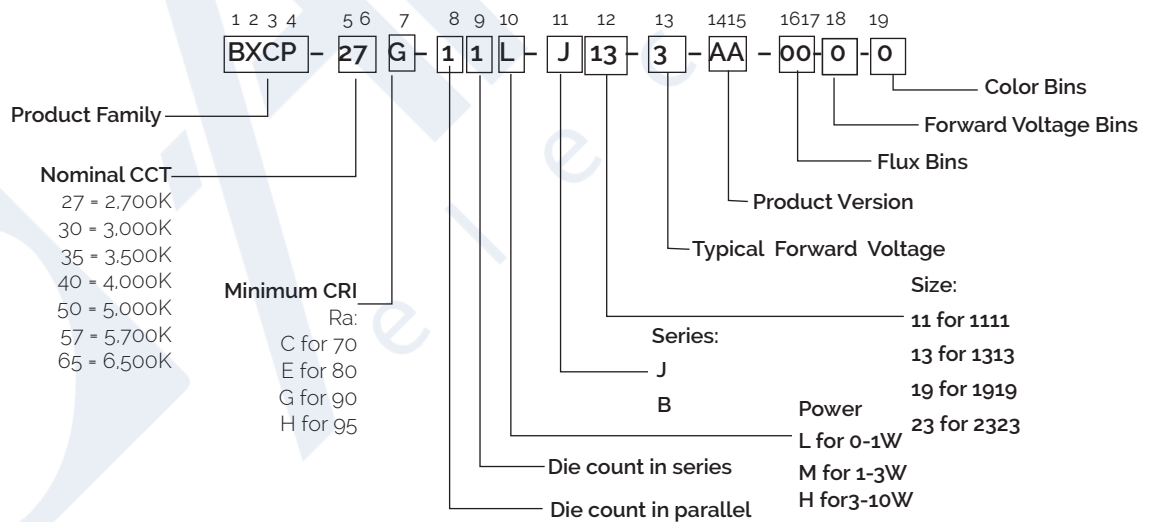 1 2 3 4 5 6 7 8 9 10 11 12 13 1415 1617 18 19
BXCP – 27 G – 1 1 L – J 13 – 3 – AA – 00 - 0 - 0
Color Bins
Product Family
Forward Voltage Bins
Flux Bins
Nominal CCT
27 = 2,700K
30 = 3,000K
35 = 3,500K
40 = 4,000K
50 = 5,000K
57 = 5,700K
65 = 6,500K
Product Version
Typical Forward Voltage
Minimum CRI
Ra:
C for 70
E for 80
G for 90
H for 95
Size:
11 for 1111
13 for 1313
19 for 1919
23 for 2323
Series:
J
B
Power
L for 0-1W
M for 1-3W
H for3-10W
Die count in series
Die count in parallel